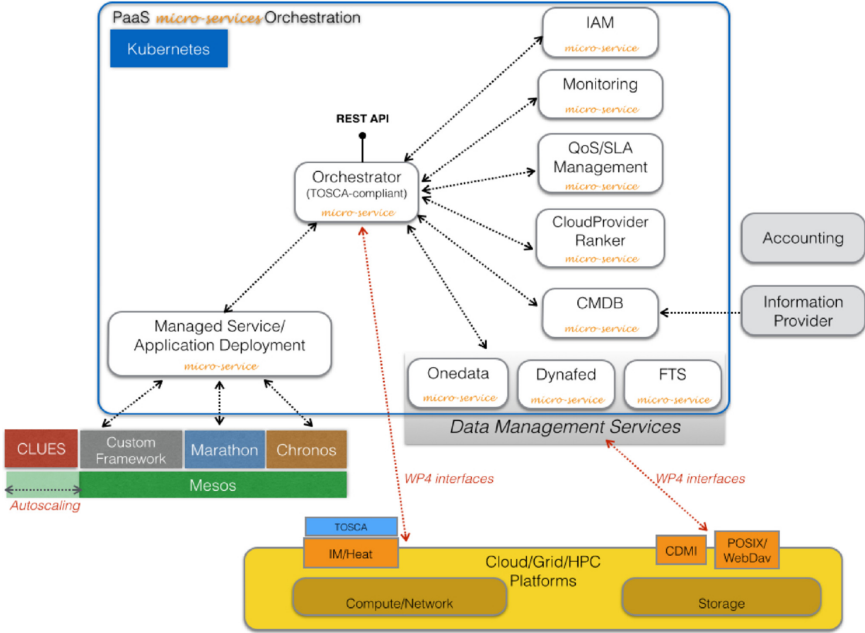 PaaS micro-services Orchestration
Kubernetes
IAM
micro-service
Monitoring
micro-service
REST API
QoS/SLA
Management
micro-service
Orchestrator
(TOSCA-compliant)
micro-service
CloudProvider
Ranker
micro-service
Accounting
CMDB
micro-service
Information
Provider
Managed Service/
Application Deployment
micro-service
Onedata
micro-service
Dynafed
micro-service
FTS
micro-service
Data Management Services
CLUES
Custom
Framework
Marathon
Chronos
Mesos
Autoscaling
WP4 interfaces
WP4 interfaces
TOSCA
IM/Heat
Cloud/Grid/HPC
Platforms
CDMI
POSIX/
WebDav
Compute/Network
Storage